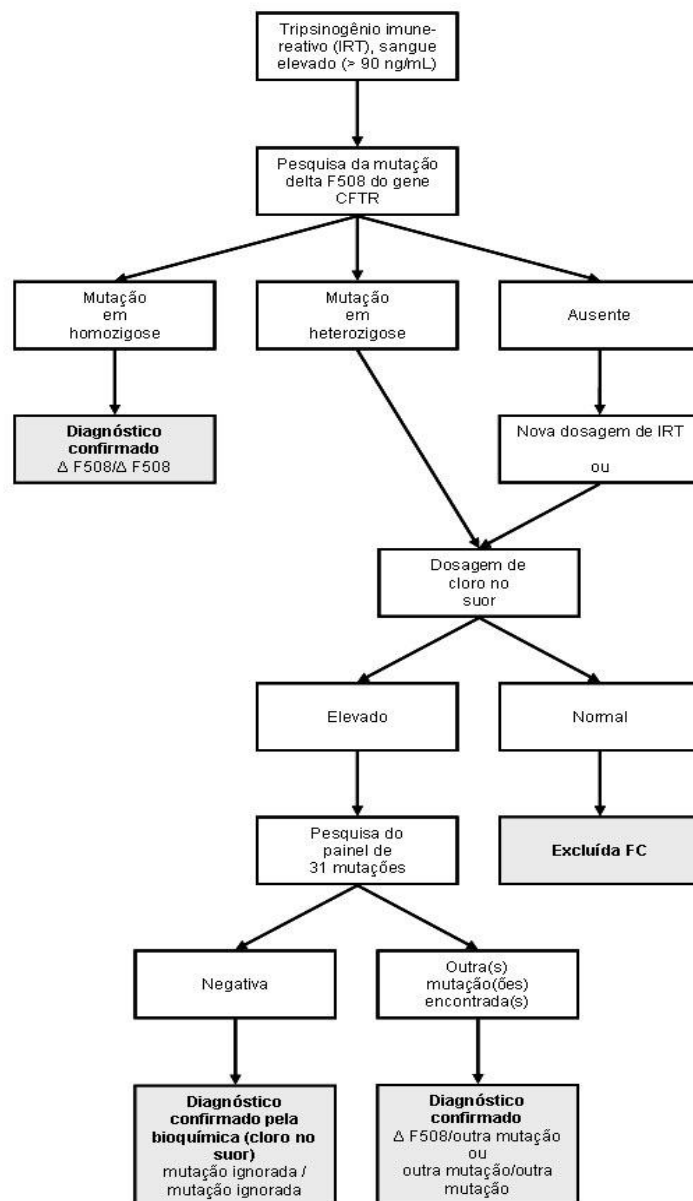 Tripsinogênio imune-
reativo (IRT), sangue
elevado (> 90 ng/mL)
Pesquisa da mutação
delta F508 do gene
CFTR
Mutação
em
homozigose
Mutação
em
heterozigose
Ausente
Diagnóstico
confirmado
Δ F508/Δ F508
Nova dosagem de IRT
ou
Dosagem de
cloro no
suor
Elevado
Normal
Pesquisa do
painel de
31 mutações
Excluída FC
Negativa
Outra(s)
mutação(ões)
encontrada(s)
Diagnóstico
confirmado pela
bioquímica (cloro no
suor)
mutação ignorada /
mutação ignorada
Diagnóstico
confirmado
Δ F508/outra mutação
ou
outra mutação/outra
mutação